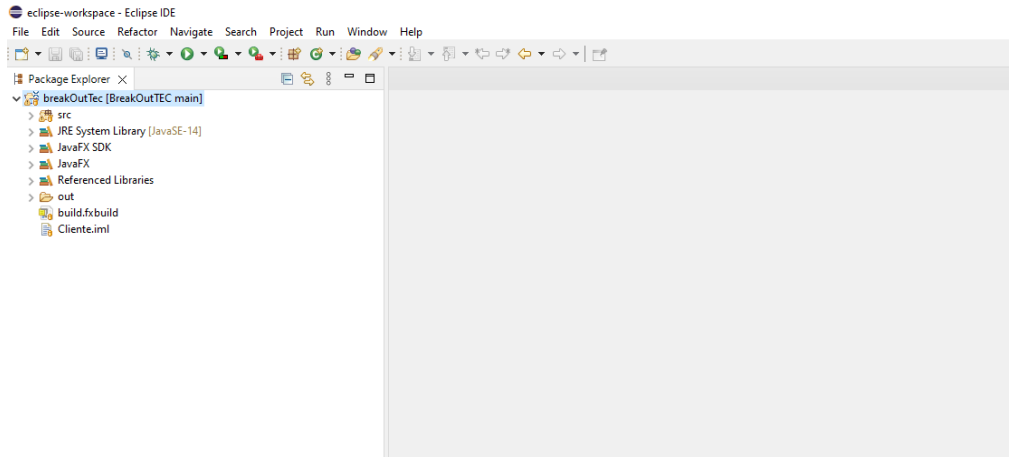 eclipse-workspace - Eclipse IDE
File Edit Source Refactor Navigate Search Project Run Window Help
Package Explorer
breakOutTec [BreakOutTEC main]
src
JRE System Library [JavaSE-14]
JavaFX SDK
JavaFX
Referenced Libraries
out
build.fxbuild
Cliente.iml